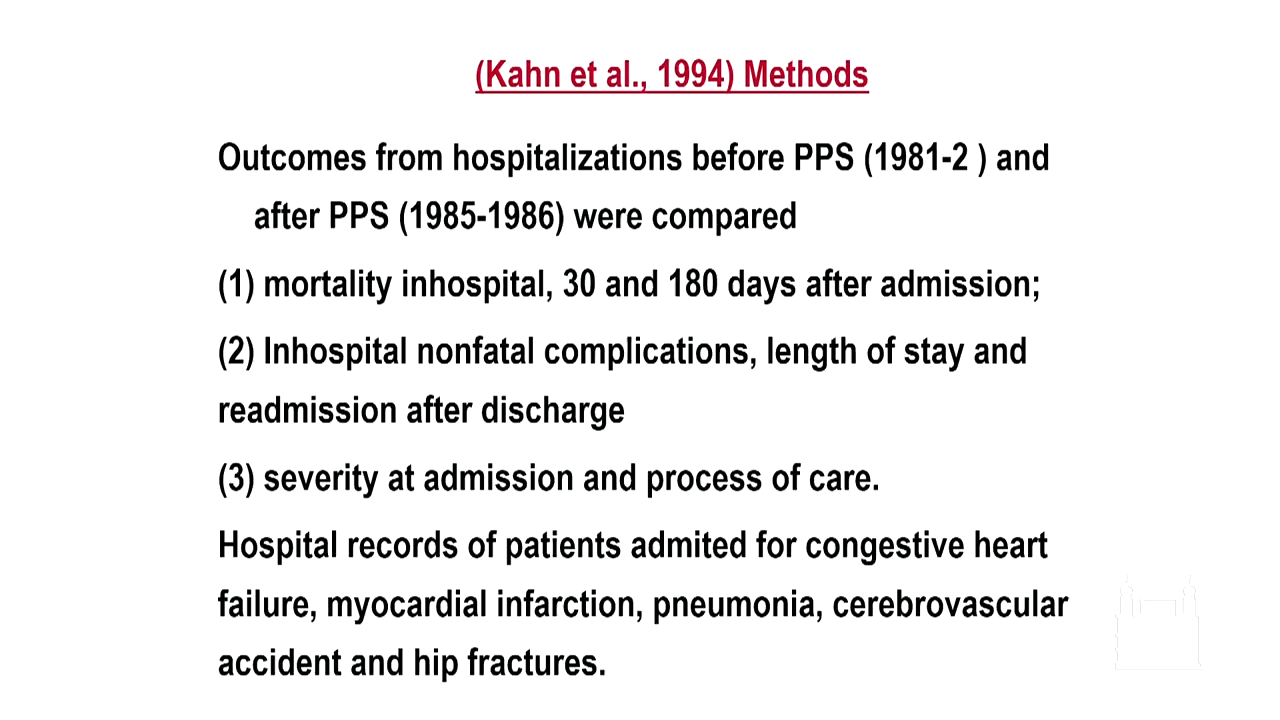 (Kahn et al., 1994) Methods
Outcomes from hospitalizations before PPS (1981-2 ) and
after PPS (1985-1986) were compared
(1) mortality inhospital, 30 and 180 days after admission;
(2) Inhospital nonfatal complications, length of stay and
readmission after discharge
(3) severity at admission and process of care.
Hospital records of patients admited for congestive heart
failure, myocardial infarction, pneumonia, cerebrovascular
accident and hip fractures.